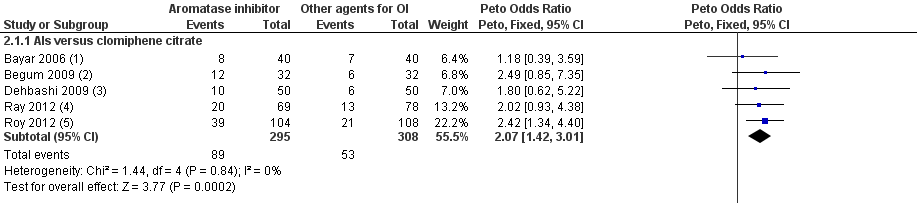 Aromatase inhibitor Other agents for OI Peto Odds Ratio Peto Odds Ratio
Study or Subgroup Events Total Events Total Weight Peto, Fixed, 95% CI Peto, Fixed, 95% CI
2.1.1 AIs versus clomiphene citrate
Bayar 2006 (1) 8 40 7 40 6.4% 1.18 [0.39, 3.59]
Begum 2009 (2) 12 32 6 32 6.8% 2.49 [0.85, 7.35]
Dehbashi 2009 (3) 10 50 6 50 7.0% 1.80 [0.62, 5.22]
Ray 2012 (4) 20 69 13 78 13.2% 2.02 [0.93, 4.38]
Roy 2012 (5) 39 104 21 108 22.2% 2.42 [1.34, 4.40]
Subtotal (95% CI) 295 308 55.5% 2.07 [1.42, 3.01]
Total events 89 53
Heterogeneity: Chi² = 1.44, df = 4 (P = 0.84); I² = 0%
Test for overall effect: Z = 3.77 (P = 0.0002)